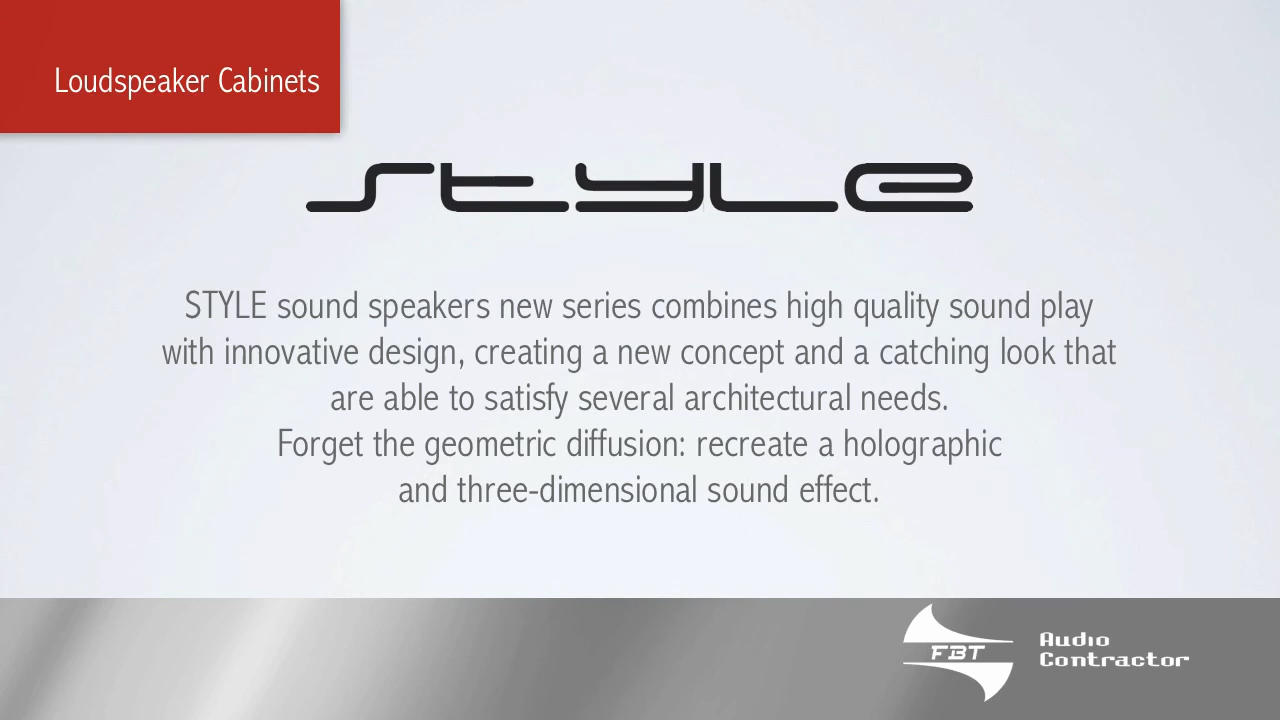 Loudspeaker Cabinets
STYLE
STYLE sound speakers new series combines high quality sound play
with innovative design, creating a new concept and a catching look that
are able to satisfy several architectural needs.
Forget the geometric diffusion: recreate a holographic
and three-dimensional sound effect.
FBT
Audio
Contractor